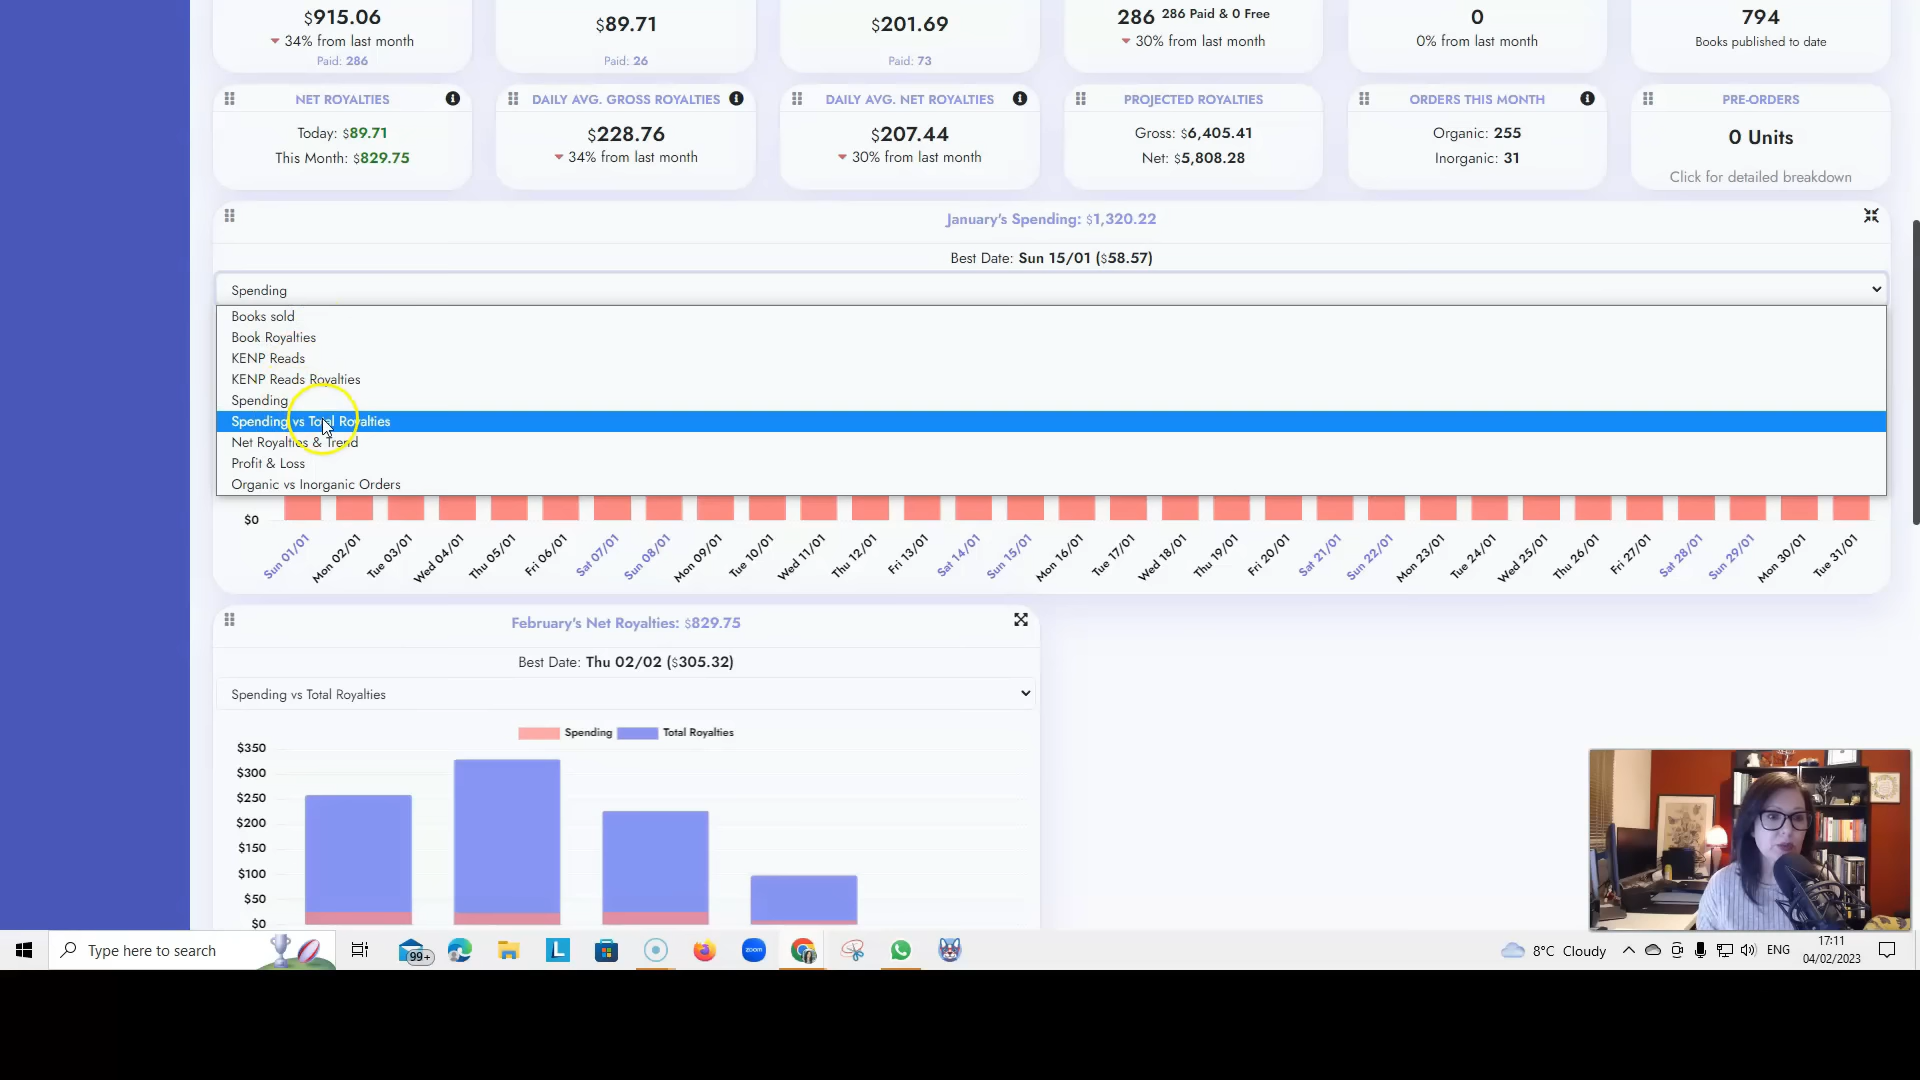 $915.06
34% from last month
Paid: 286
$89.71
Paid: 26
$201.69
Paid: 73
286 286 Paid & 0 Free
30% from last month
0
0% from last month
794
Books published to date
NET ROYALTIES
Today: $89.71
This Month: $829.75
DAILY AVG. GROSS ROYALTIES
$228.76
34% from last month
DAILY AVG. NET ROYALTIES
$207.44
30% from last month
PROJECTED ROYALTIES
Gross: $6,405.41
Net: $5,808.28
ORDERS THIS MONTH
Organic: 255
Inorganic: 31
PRE-ORDERS
0 Units
Click for detailed breakdown
January's Spending: $1,320.22
Best Date: Sun 15/01 ($58.57)
Spending
Books sold
Book Royalties
KENP Reads
KENP Reads Royalties
Spending
Spending vs Total Royalties
Net Royalties & Trend
Profit & Loss
Organic vs Inorganic Orders
$0
Sun 01/01
Mon 02/01
Tue 03/01
Wed 04/01
Thu 05/01
Fri 06/01
Sat 07/01
Sun 08/01
Mon 09/01
Tue 10/01
Wed 11/01
Thu 12/01
Fri 13/01
Sat 14/01
Sun 15/01
Mon 16/01
Tue 17/01
Wed 18/01
Thu 19/01
Fri 20/01
Sat 21/01
Sun 22/01
Mon 23/01
Tue 24/01
Wed 25/01
Thu 26/01
Fri 27/01
Sat 28/01
Sun 29/01
Mon 30/01
Tue 31/01
February's Net Royalties: $829.75
Best Date: Thu 02/02 ($305.32)
Spending vs Total Royalties
Spending Total Royalties
$350
$300
$250
$200
$150
$100
$50
$0
Type here to search
99+
L
zoom
8°C Cloudy
ENG
17:11
04/02/2023